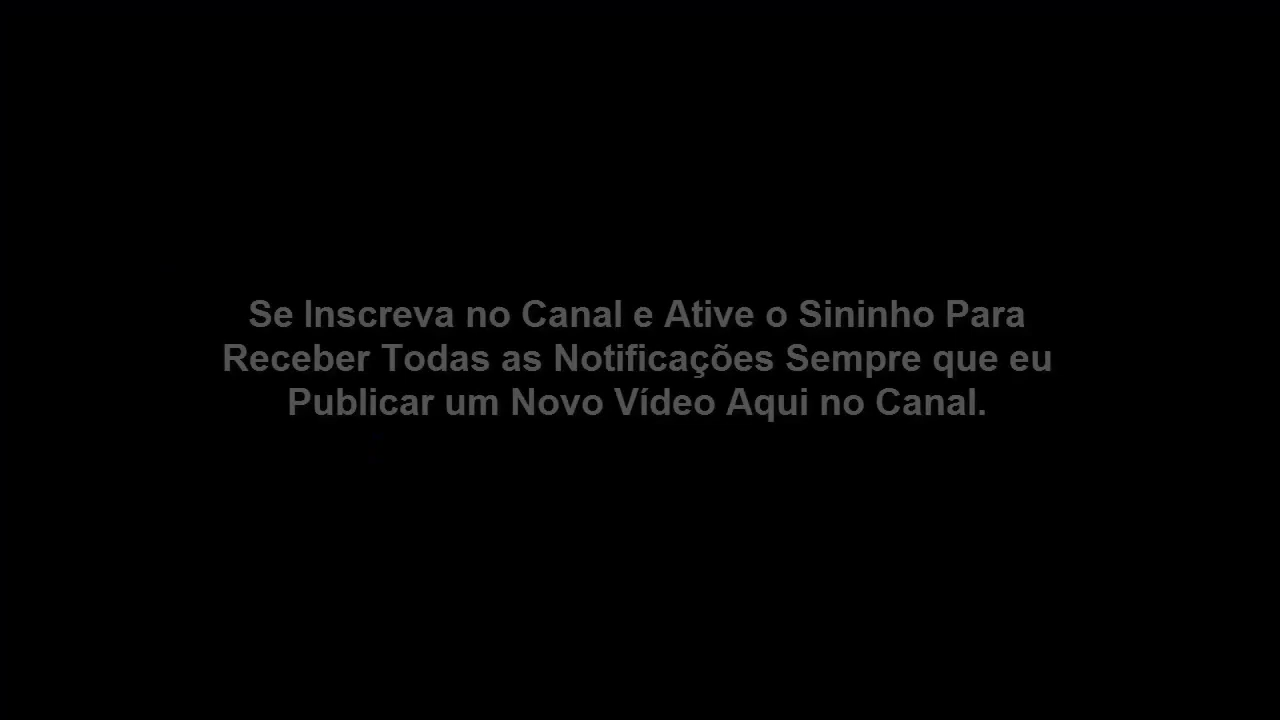 Se Inscreva no Canal e Ative o Sininho Para
Receber Todas as Notificações Sempre que eu
Publicar um Novo Vídeo Aqui no Canal.